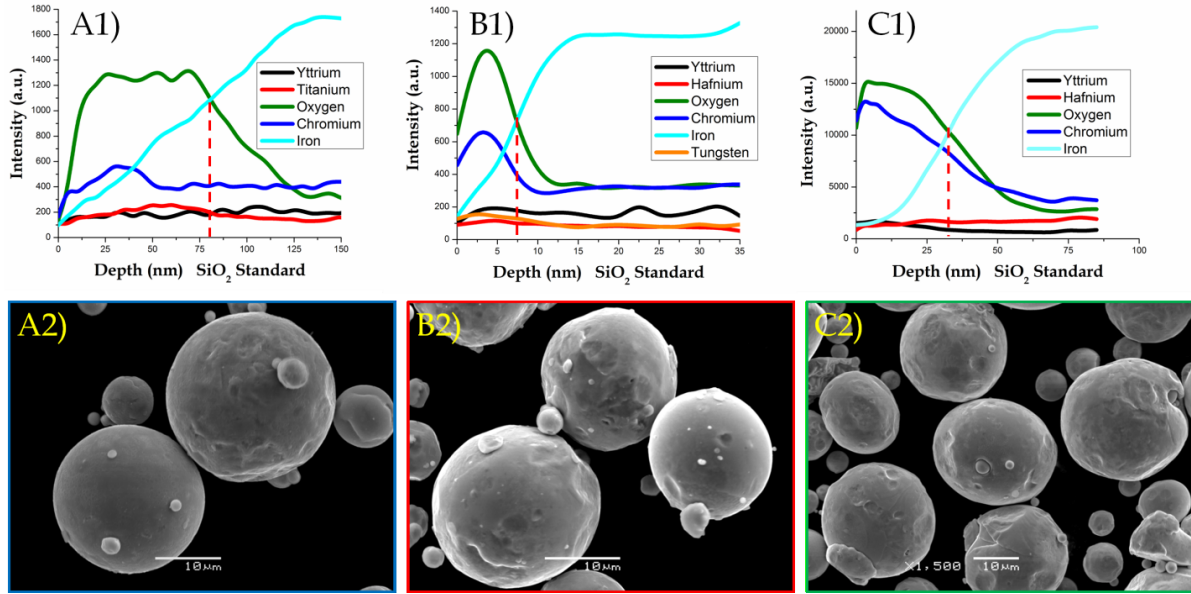 A1)
Intensity (a.u.)
1800
1600
1400
1200
1000
800
600
400
200
0
0 25 50 75 100 125 150
Depth (nm) SiO2 Standard
Yttrium
Titanium
Oxygen
Chromium
Iron
B1)
Intensity (a.u.)
1400
1200
1000
800
600
400
200
0
0 5 10 15 20 25 30 35
Depth (nm) SiO2 Standard
Yttrium
Hafnium
Oxygen
Chromium
Iron
Tungsten
C1)
Intensity (a.u.)
20000
15000
10000
5000
0
0 25 50 75 100
Depth (nm) SiO2 Standard
Yttrium
Hafnium
Oxygen
Chromium
Iron
A2)
10μm
B2)
10μm
C2)
X1,500 10μm